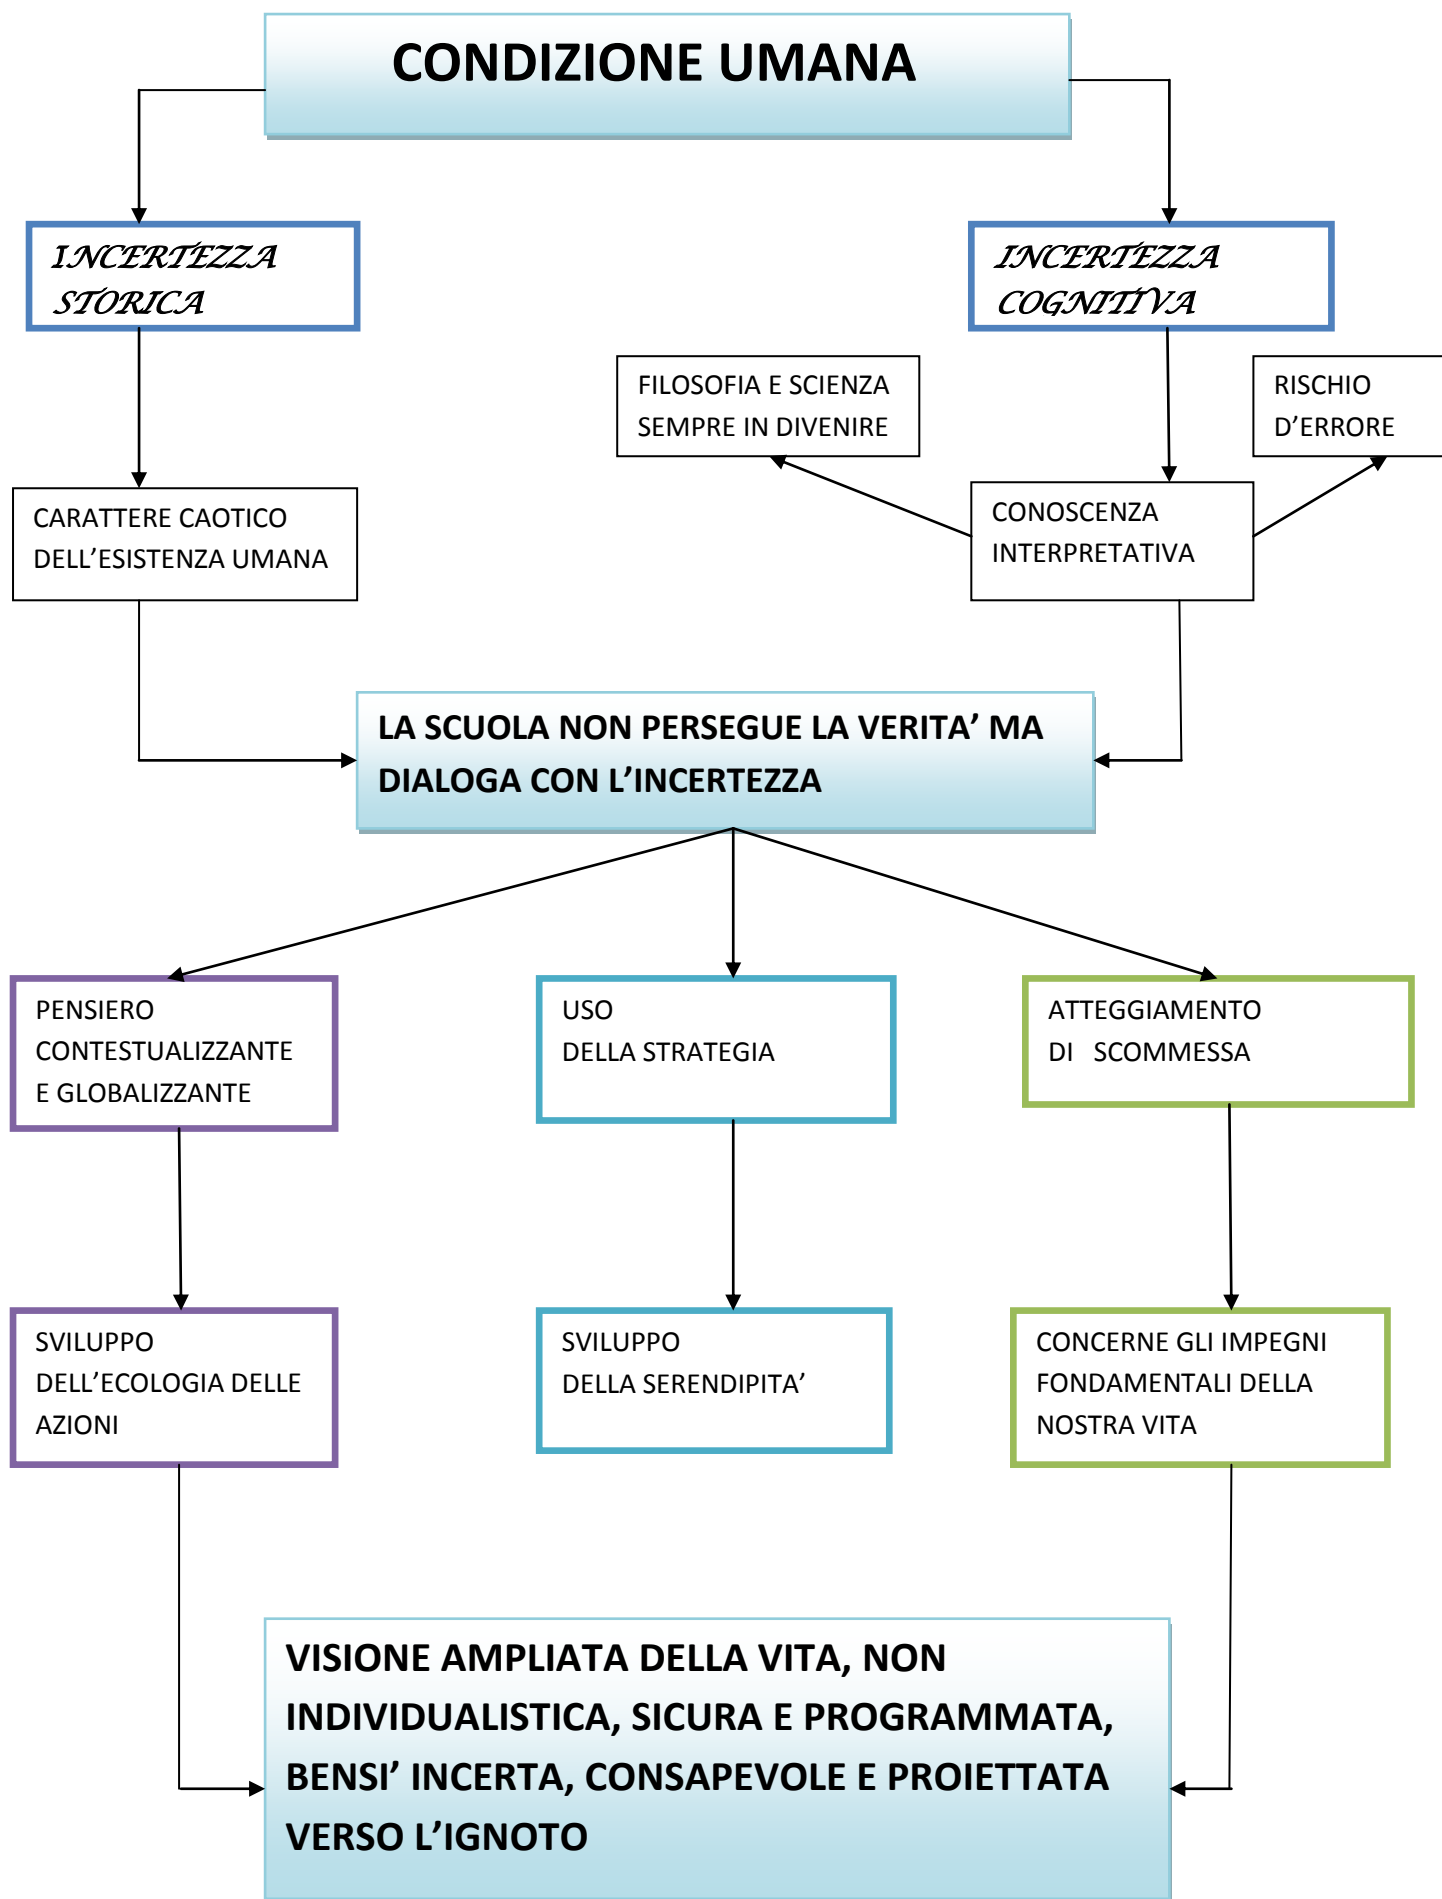 CONDIZIONE UMANA
INCERTEZZA
STORICA
INCERTEZZA
COGNITIVA
FILOSOFIA E SCIENZA
SEMPRE IN DIVENIRE
RISCHIO
D’ERRORE
CARATTERE CAOTICO
DELL’ESISTENZA UMANA
CONOSCENZA
INTERPRETATIVA
LA SCUOLA NON PERSEGUE LA VERITA’ MA
DIALOGA CON L’INCERTEZZA
PENSIERO
CONTESTUALIZZANTE
E GLOBALIZZANTE
USO
DELLA STRATEGIA
ATTEGGIAMENTO
DI SCOMMESSA
SVILUPPO
DELL’ECOLOGIA DELLE
AZIONI
SVILUPPO
DELLA SERENDIPITA’
CONCERNE GLI IMPEGNI
FONDAMENTALI DELLA
NOSTRA VITA
VISIONE AMPLIATA DELLA VITA, NON
INDIVIDUALISTICA, SICURA E PROGRAMMATA,
BENSI’ INCERTA, CONSAPEVOLE E PROIETTATA
VERSO L’IGNOTO